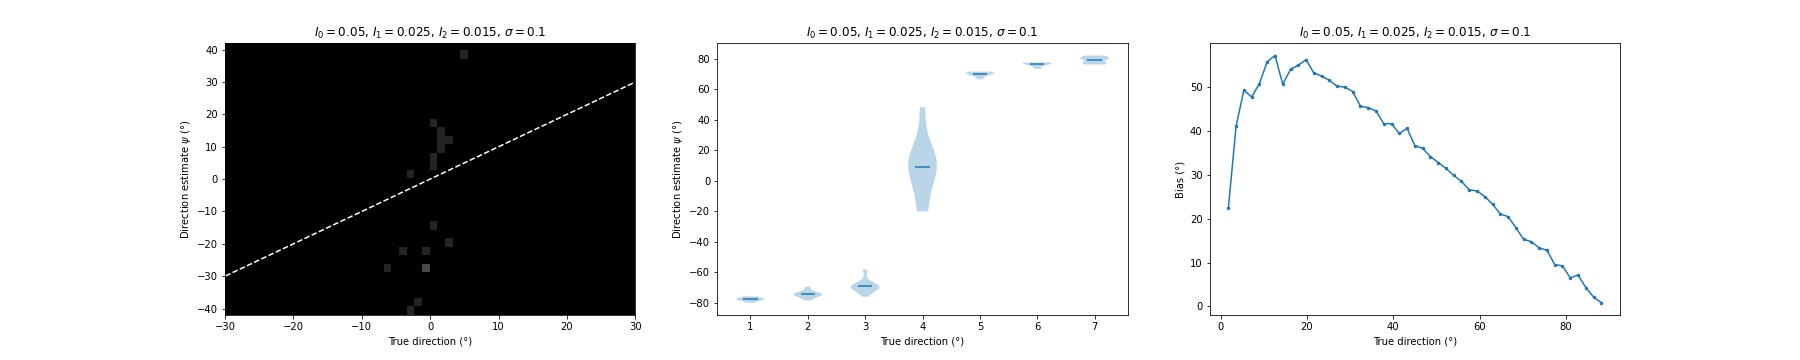 I₀ = 0.05, I₁ = 0.025, I₂ = 0.015, σ = 0.1
40
30
20
10
0
−10
−20
−30
−40
Direction estimate ψ (°)
−30 −20 −10 0 10 20 30
True direction (°)
I₀ = 0.05, I₁ = 0.025, I₂ = 0.015, σ = 0.1
80
60
40
20
0
−20
−40
−60
−80
Direction estimate ψ (°)
1 2 3 4 5 6 7
True direction (°)
I₀ = 0.05, I₁ = 0.025, I₂ = 0.015, σ = 0.1
50
40
30
20
10
0
Bias (°)
0 20 40 60 80
True direction (°)